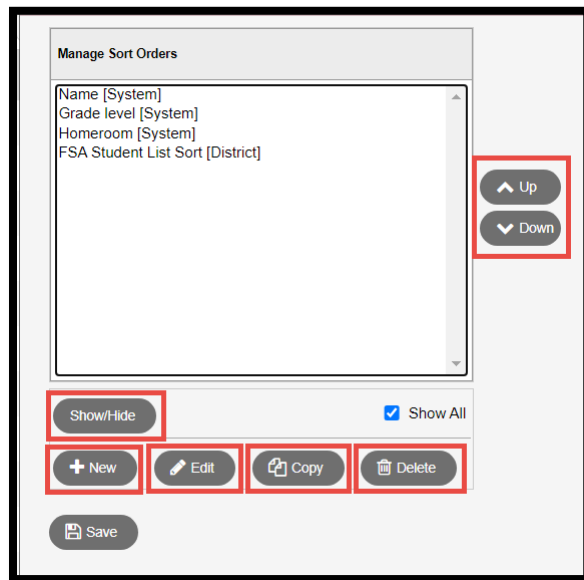 Manage Sort Orders
Name [System]
Grade level [System]
Homeroom [System]
FSA Student List Sort [District]
Up
Down
Show/Hide
Show All
New
Edit
Copy
Delete
Save